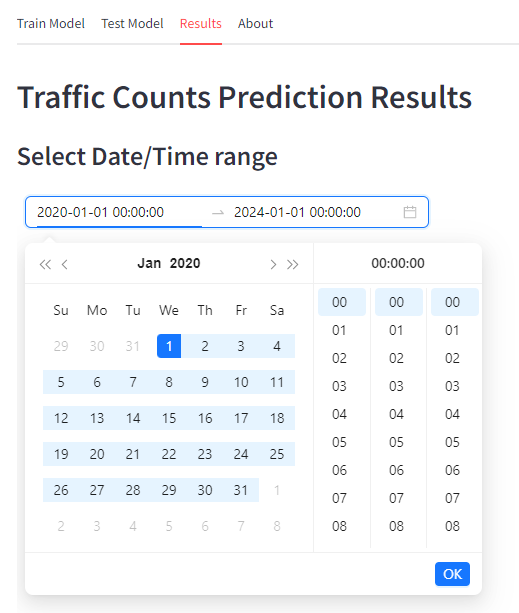 Train Model Test Model Results About
Traffic Counts Prediction Results
Select Date/Time range
2020-01-01 00:00:00 → 2024-01-01 00:00:00
« ‹ Jan 2020 › » 00:00:00
Su Mo Tu We Th Fr Sa 00 00 00
29 30 31 1 2 3 4 01 01 01
5 6 7 8 9 10 11 02 02 02
12 13 14 15 16 17 18 03 03 03
19 20 21 22 23 24 25 04 04 04
26 27 28 29 30 31 1 05 05 05
2 3 4 5 6 7 8 06 06 06
07 07 07
08 08 08
OK